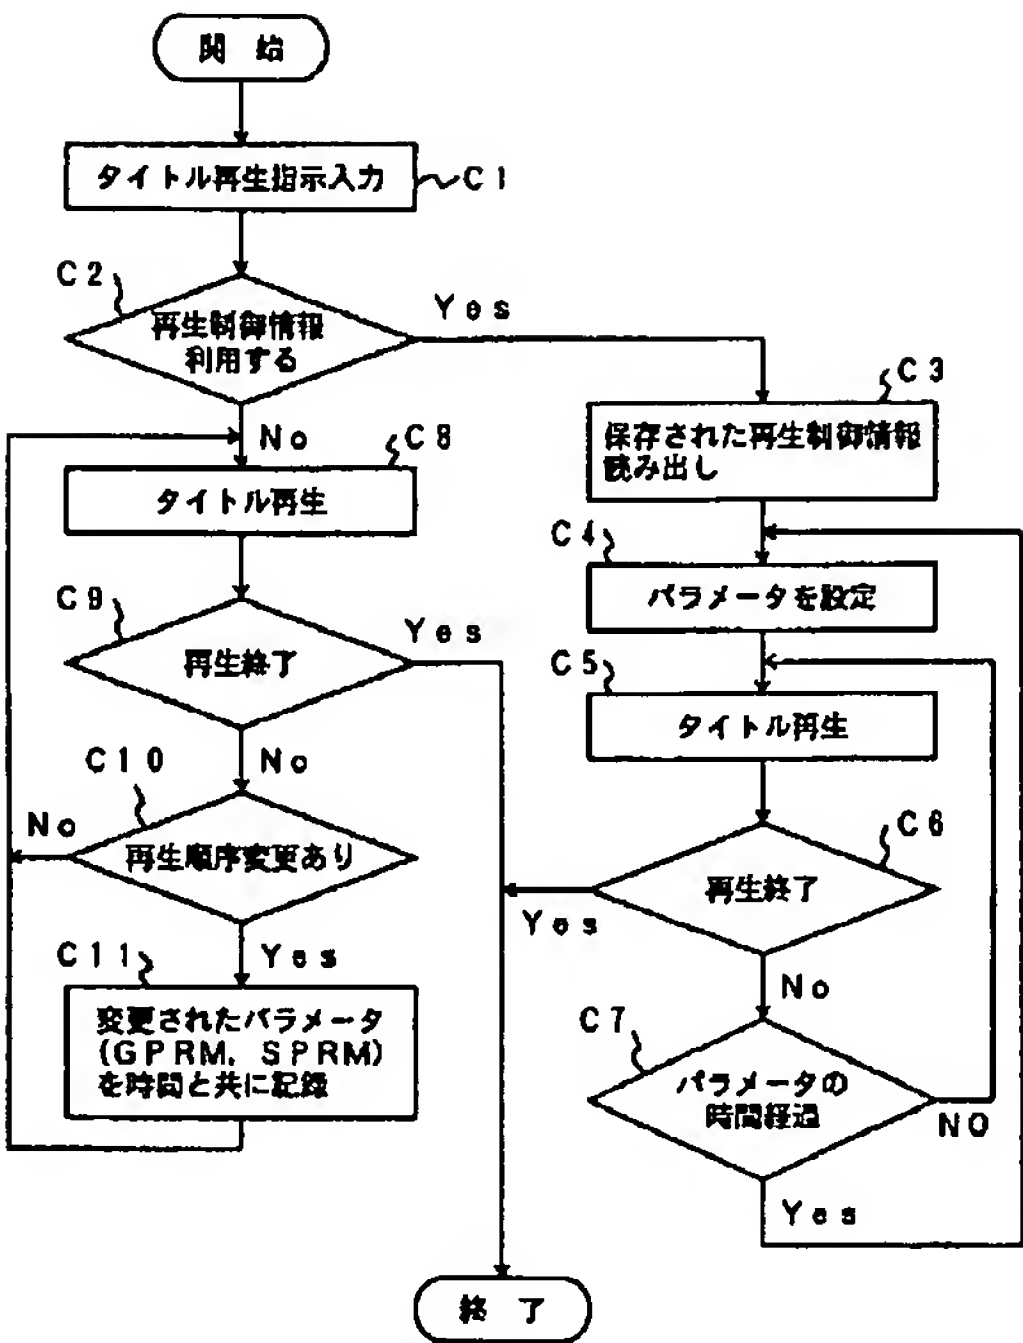 開 始
タイトル再生指示入力
C1
C2
再生制御情報
利用する
Yes
No
C3
保存された再生制御情報
読み出し
C8
タイトル再生
C4
パラメータを設定
C9
再生終了
Yes
No
C5
タイトル再生
C10
再生順序変更あり
No
Yes
C6
再生終了
Yes
No
C11
変更されたパラメータ
(GPRM, SPRM)
を時間と共に記録
C7
パラメータの
時間経過
NO
Yes
終 了